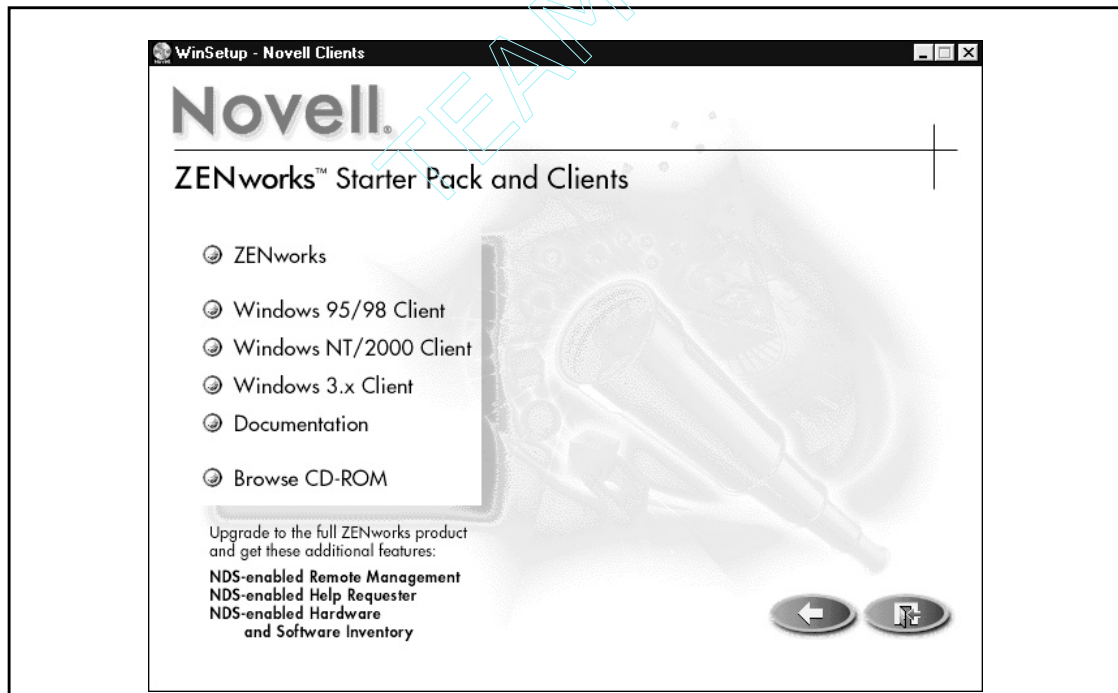 TEAM
WinSetup - Novell Clients
Novell®
ZENworks™ Starter Pack and Clients
ZENworks
Windows 95/98 Client
Windows NT/2000 Client
Windows 3.x Client
Documentation
Browse CD-ROM
Upgrade to the full ZENworks product
and get these additional features:
NDS-enabled Remote Management
NDS-enabled Help Requester
NDS-enabled Hardware
and Software Inventory